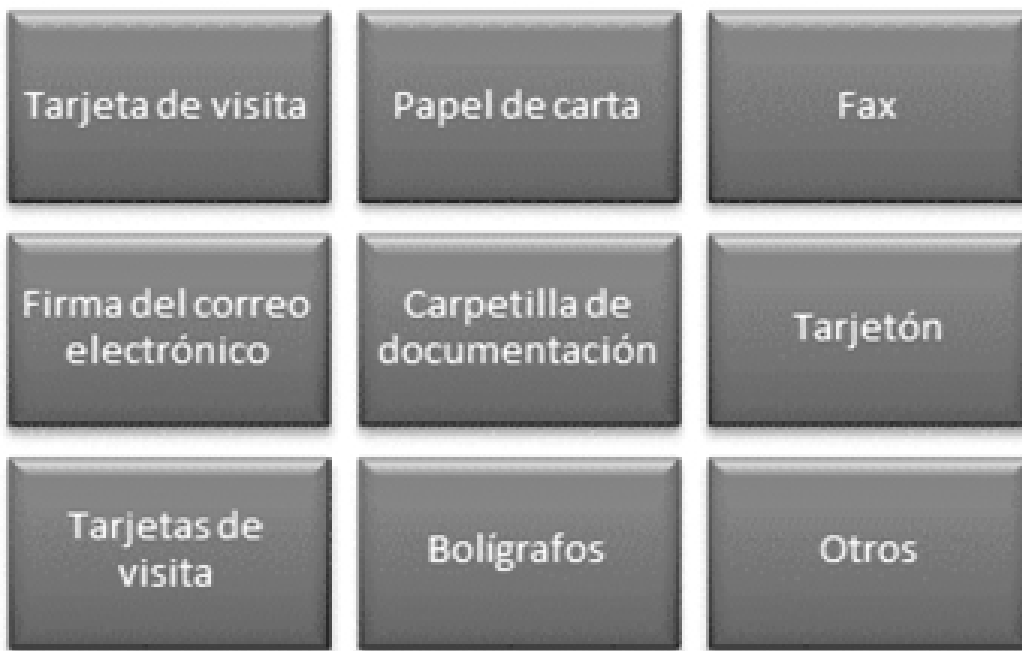 Tarjeta de visita
Papel de carta
Fax
Firma del correo
electrónico
Carpetilla de
documentación
Tarjetón
Tarjetas de
visita
Bolígrafos
Otros